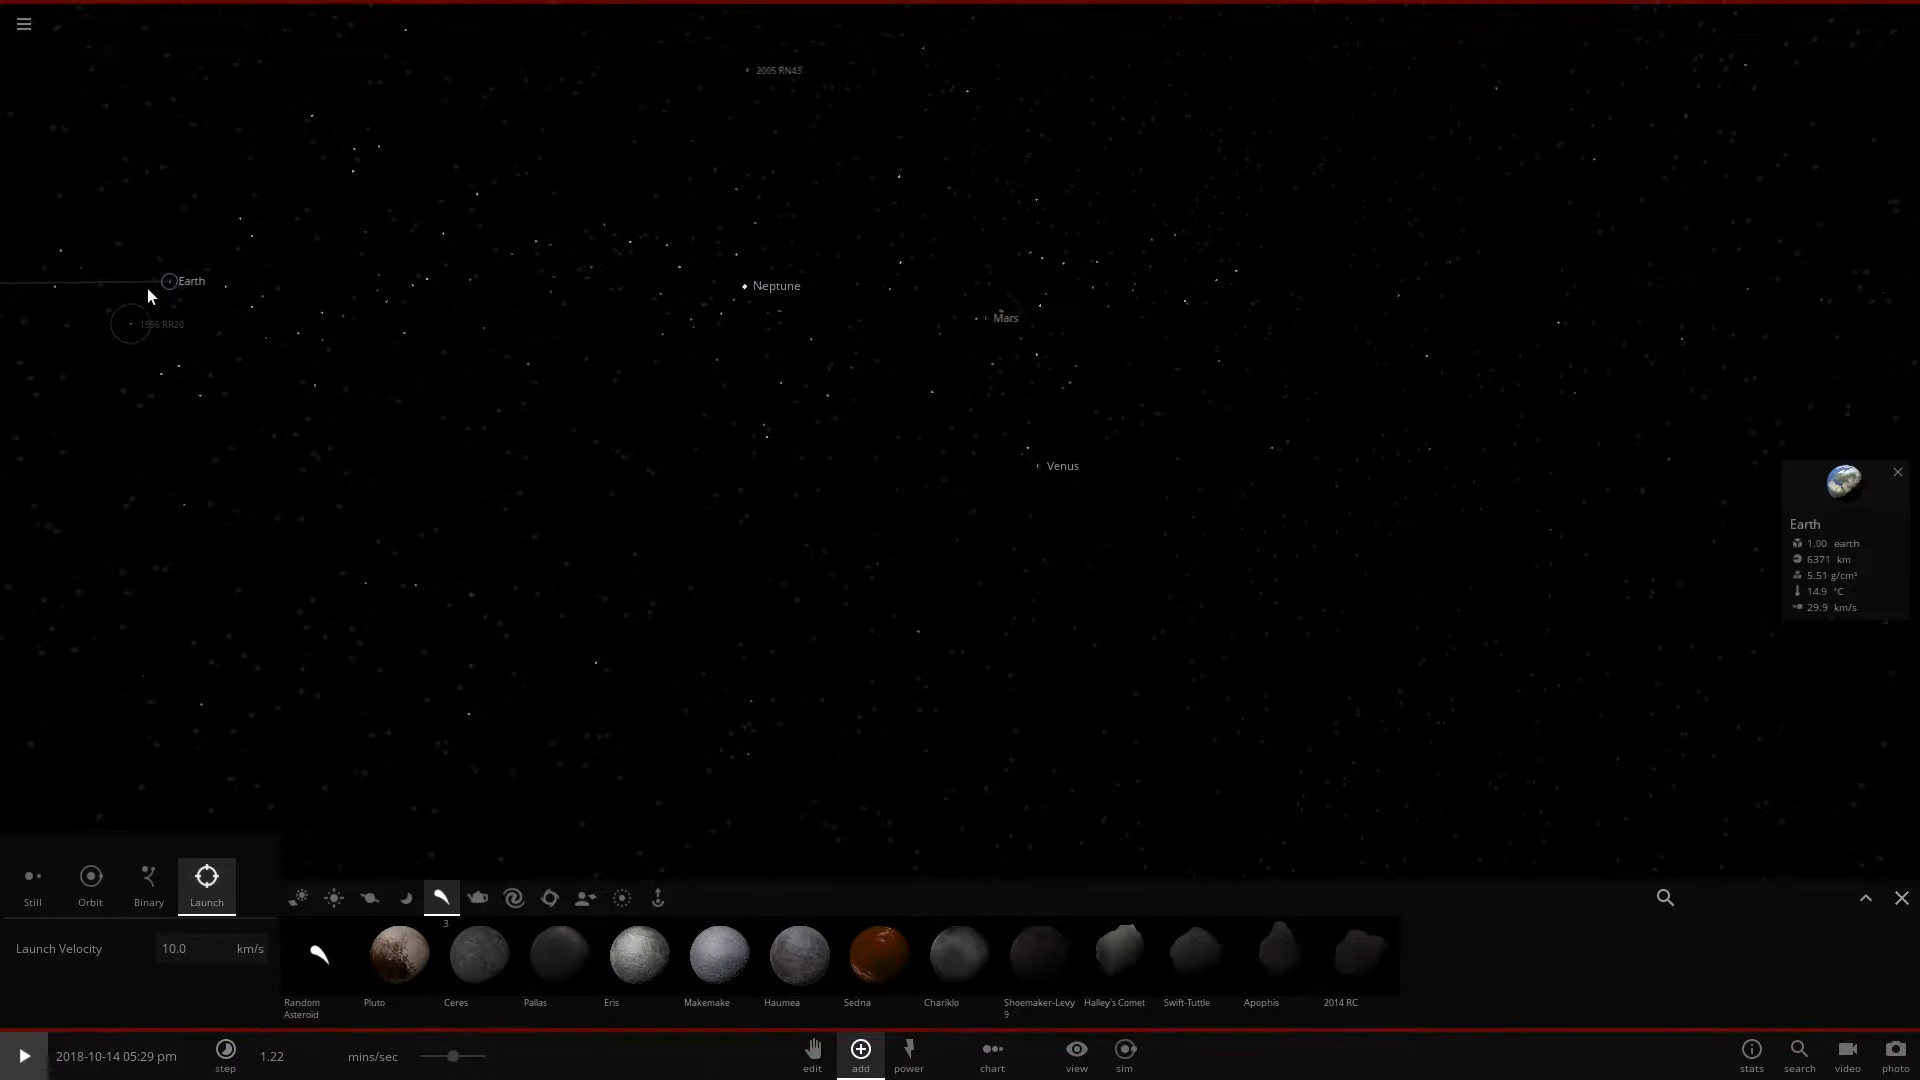 2005 RN43
Earth
Neptune
Mars
1996 RR20
Venus
Earth
1.00 earth
6371 km
5.51 g/cm³
14.9 °C
29.9 km/s
Still
Orbit
Binary
Launch
3
Launch Velocity 10.0 km/s
Random
Asteroid
Pluto
Ceres
Pallas
Eris
Makemake
Haumea
Sedna
Chariklo
Shoemaker-Levy
9
Halley's Comet
Swift-Tuttle
Apophis
2014 RC
2018-10-14 05:29 pm
step
1.22 mins/sec
edit
add
power
chart
view
sim
stats
search
video
photo